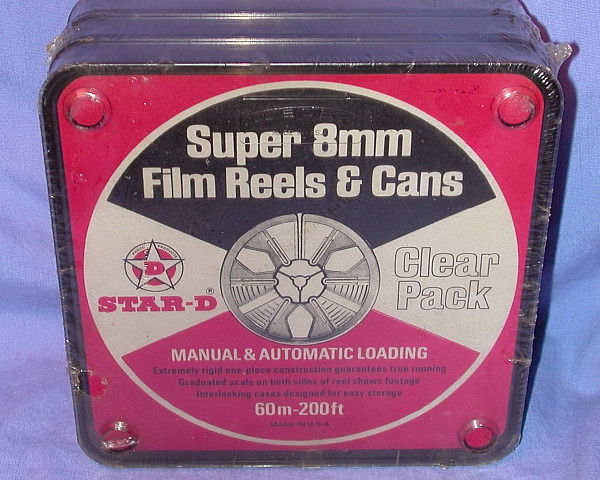 Super 8mm
Film Reels & Cans
D
STAR-D®
Clear
Pack
MANUAL & AUTOMATIC LOADING
Extremely rigid one-piece construction guarantees true running
Graduated scale on both sides of reel shows footage
Interlocking cases designed for easy storage
60m-200ft
MADE IN U.S.A